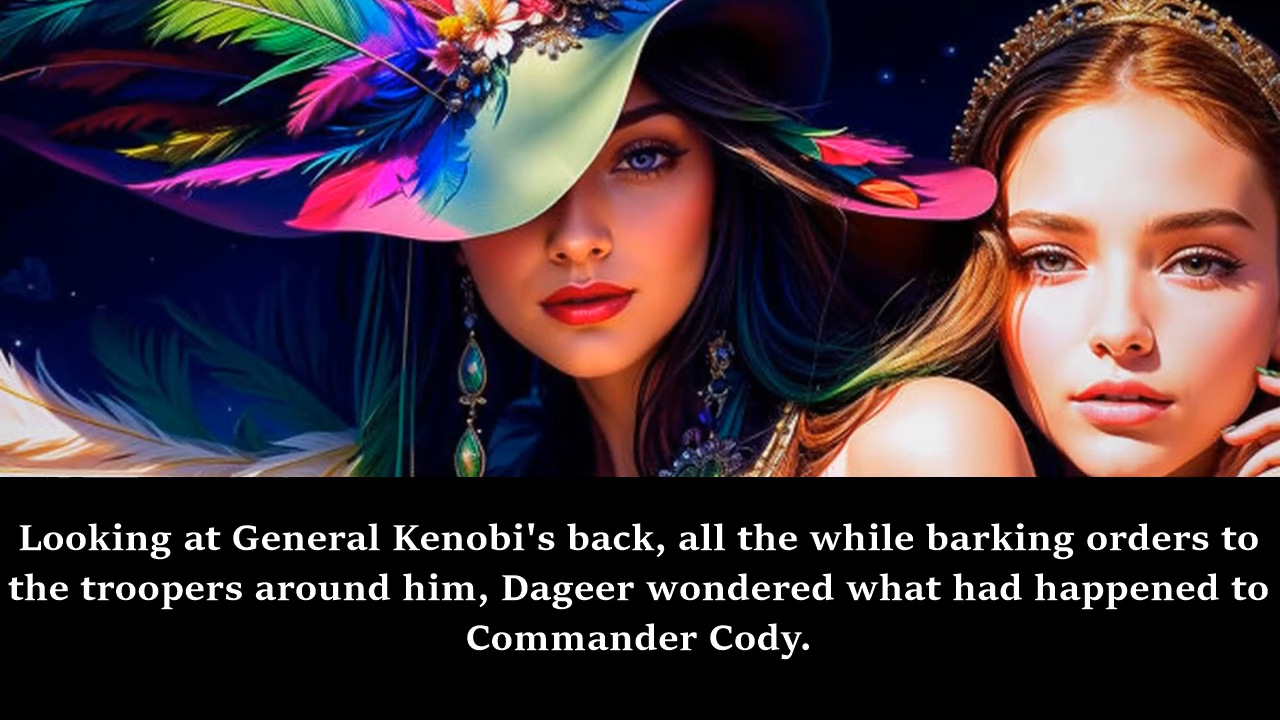 Looking at General Kenobi's back, all the while barking orders to
the troopers around him, Dageer wondered what had happened to
Commander Cody.